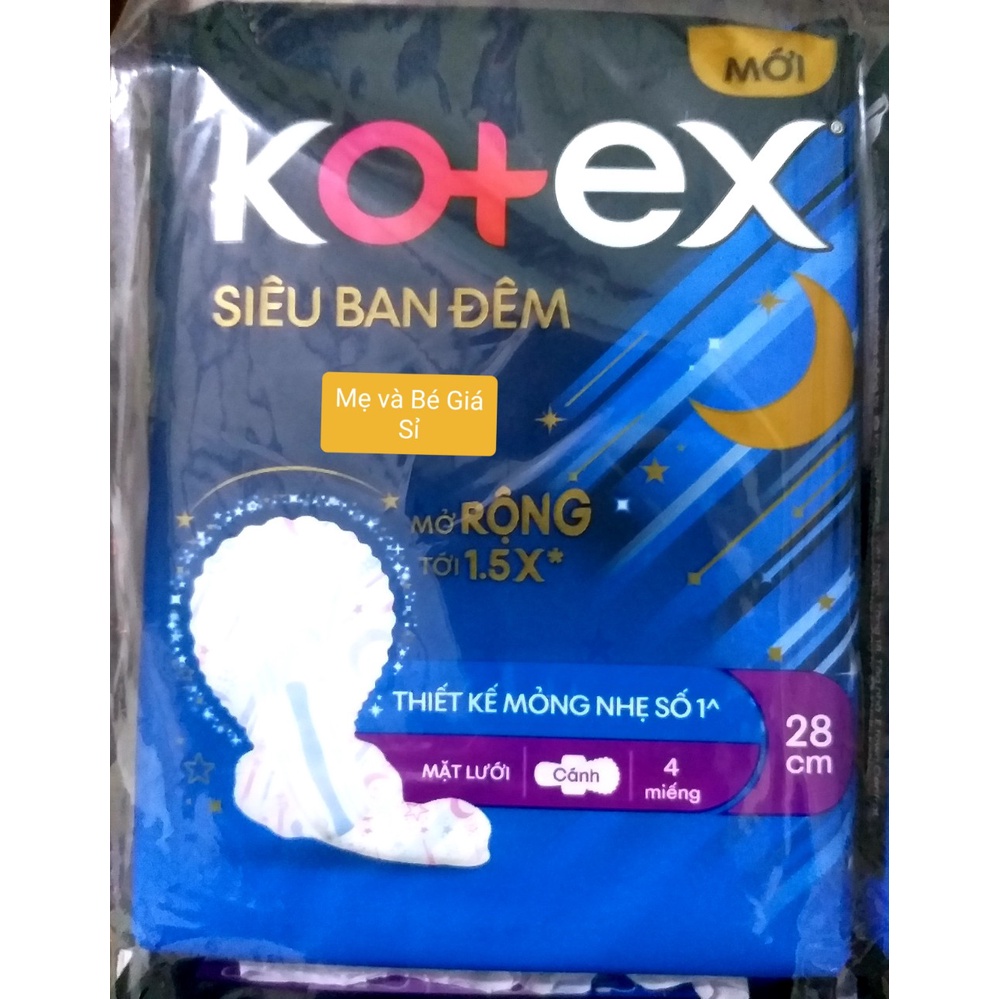 MỚI
Kotex®
SIÊU BAN ĐÊM
Mẹ và Bé Giá
Sỉ
MỞ RỘNG
TỚI 1.5X*
THIẾT KẾ MỎNG NHẸ SỐ 1^
MẶT LƯỚI
Cánh
4
miếng
28
cm